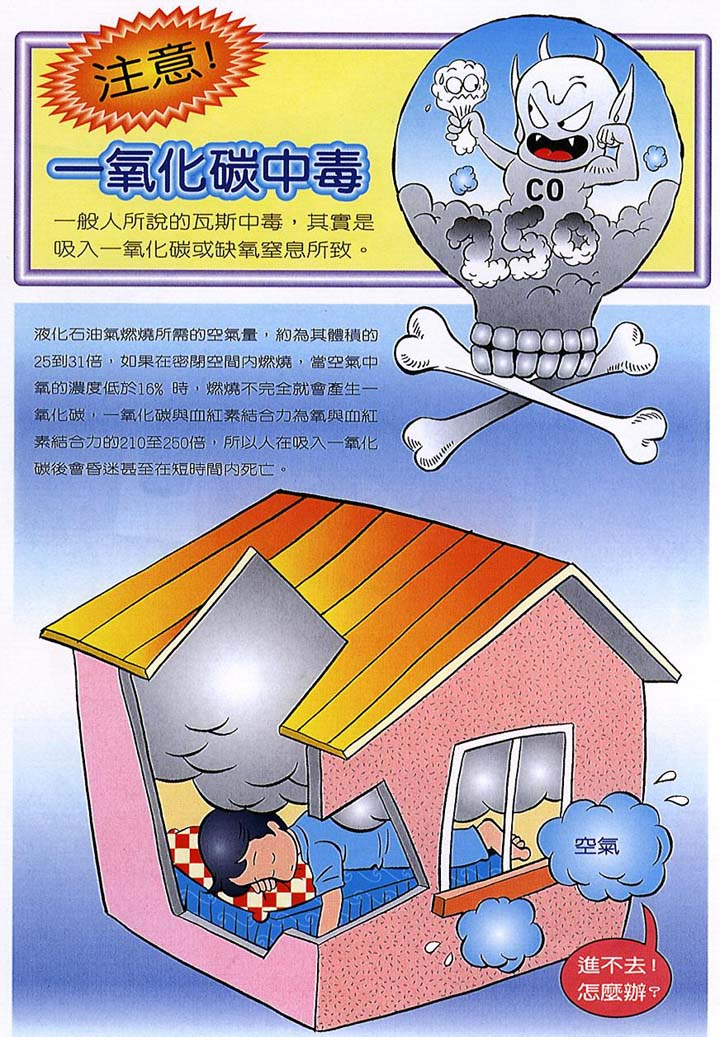 注意!
一氧化碳中毒
一般人所說的瓦斯中毒，其實是
吸入一氧化碳或缺氧窒息所致。
CO
250
液化石油氣燃燒所需的空氣量，約為其體積的
25到31倍，如果在密閉空間內燃燒，當空氣中
氧的濃度低於16% 時，燃燒不完全就會產生一
氧化碳，一氧化碳與血紅素結合力為氧與血紅
素結合力的210至250倍，所以人在吸入一氧化
碳後會昏迷甚至在短時間內死亡。
空氣
進不去!
怎麼辦?